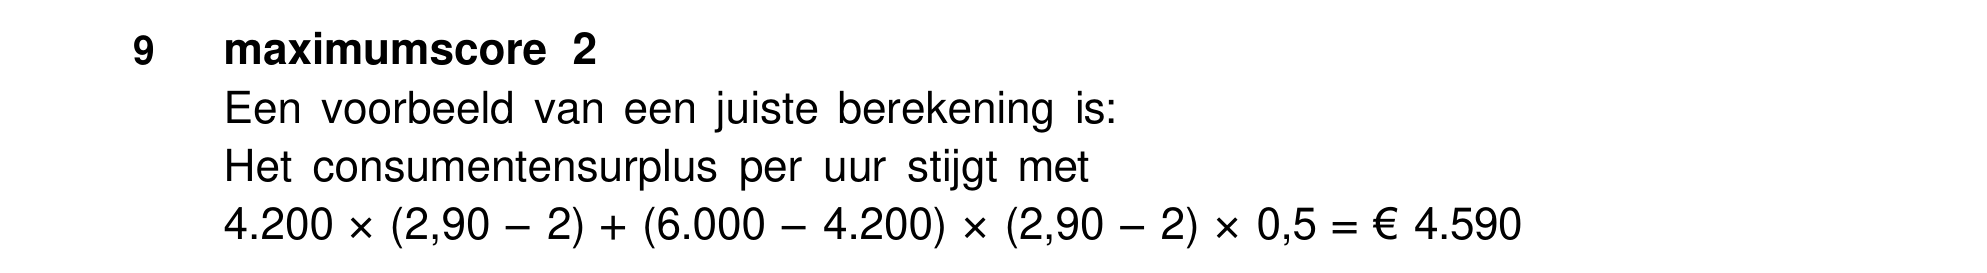 9 maximumscore 2
Een voorbeeld van een juiste berekening is:
Het consumentensurplus per uur stijgt met
4.200 × (2,90 – 2) + (6.000 – 4.200) × (2,90 – 2) × 0,5 = € 4.590